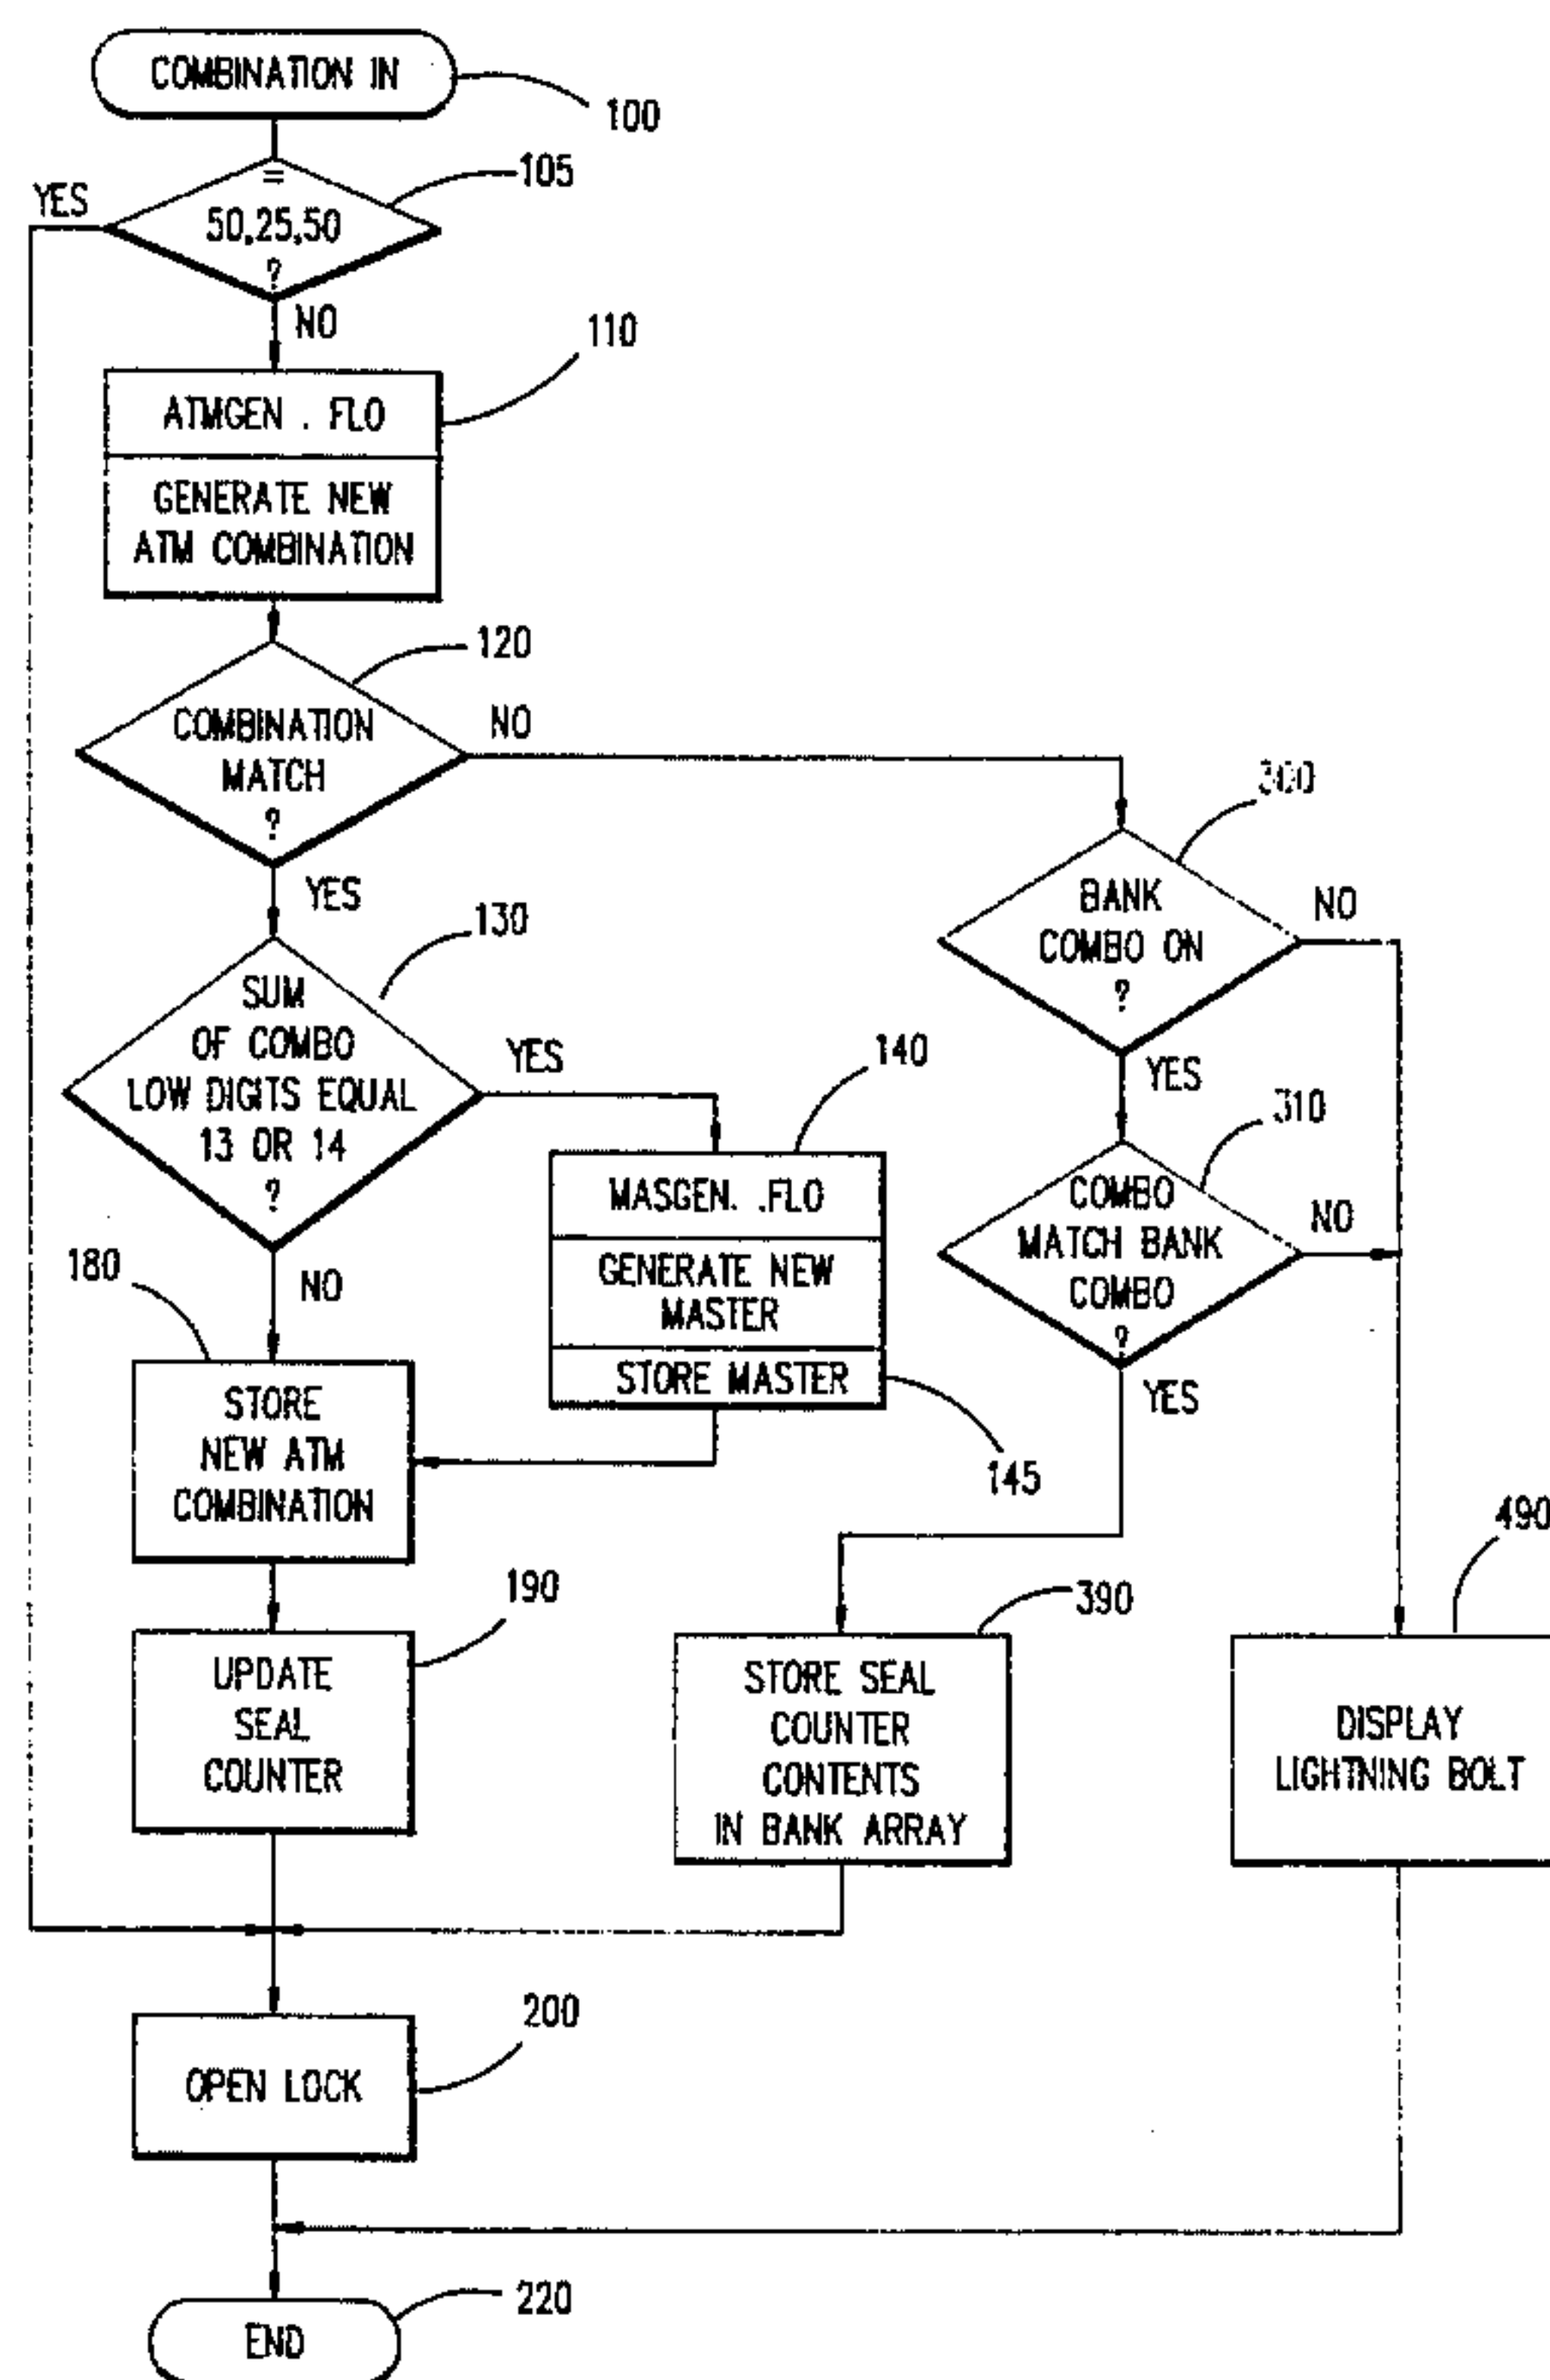 COMBINATION IN
100
=
50,25,50
?
105
YES
NO
110
ATMGEN . FLO
GENERATE NEW
ATM COMBINATION
120
COMBINATION
MATCH
?
NO
YES
300
BANK
COMBO ON
?
NO
YES
130
SUM
OF COMBO
LOW DIGITS EQUAL
13 OR 14
?
YES
NO
140
MASGEN. .FLO
GENERATE NEW
MASTER
STORE MASTER
145
310
COMBO
MATCH BANK
COMBO
?
NO
YES
180
STORE
NEW ATM
COMBINATION
190
UPDATE
SEAL
COUNTER
390
STORE SEAL
COUNTER
CONTENTS
IN BANK ARRAY
490
DISPLAY
LIGHTNING BOLT
200
OPEN LOCK
220
END